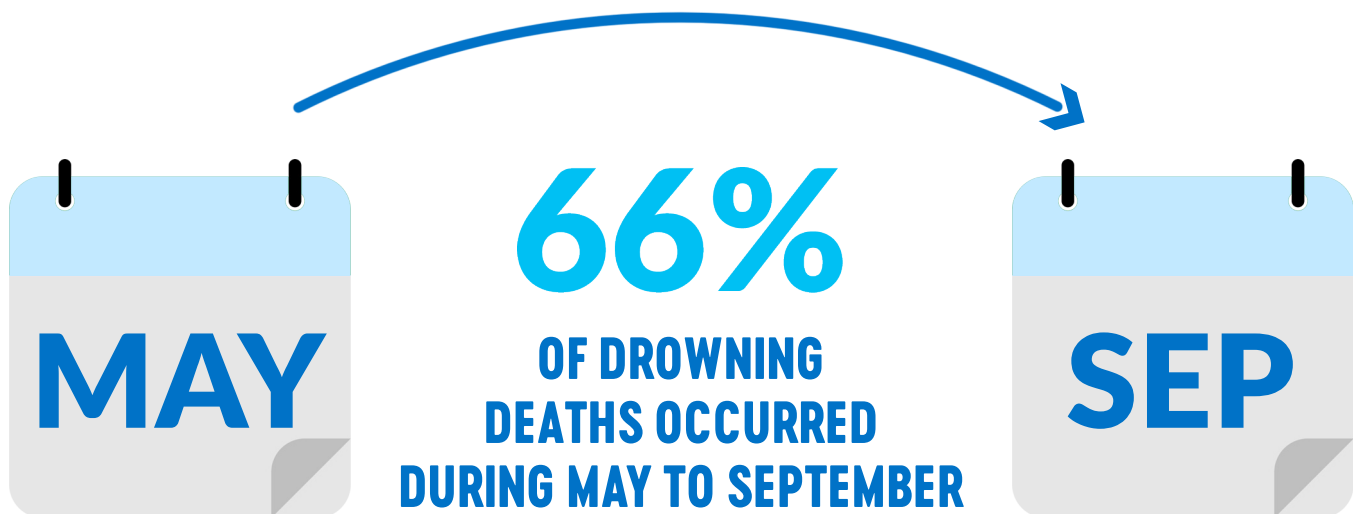 66%
MAY
OF DROWNING
DEATHS OCCURRED
DURING MAY TO SEPTEMBER
SEP